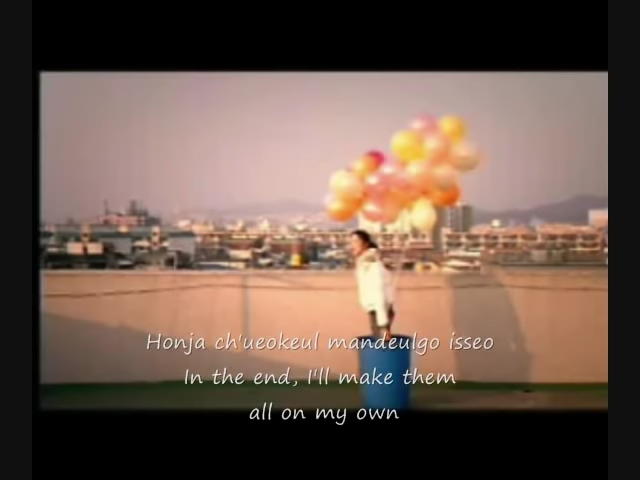 Honja ch'ueokeul mandeulgo isseo
In the end, I'll make them
all on my own